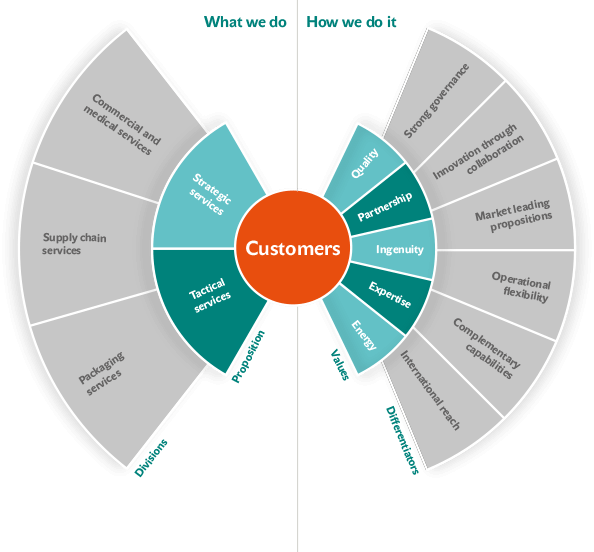 What we do
How we do it
Commercial and
medical services
Supply chain
services
Packaging
services
Divisions
Strategic
services
Tactical
services
Proposition
Customers
Quality
Partnership
Ingenuity
Expertise
Energy
Values
Strong governance
Innovation through
collaboration
Market leading
propositions
Operational
flexibility
Complementary
capabilities
International reach
Differentiators